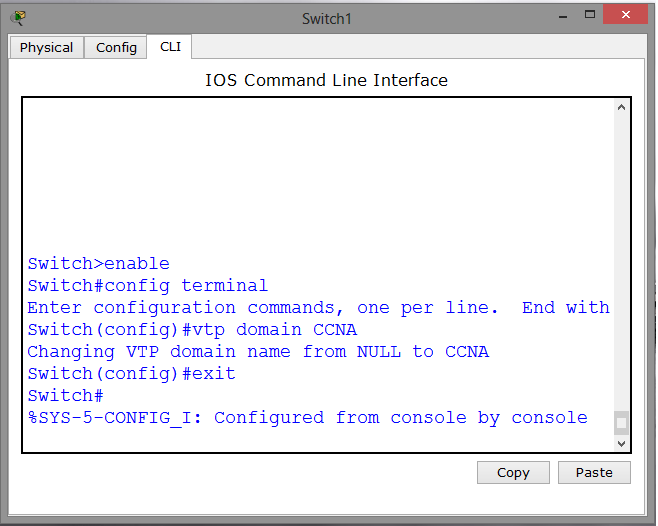 Switch1
Physical Config CLI
IOS Command Line Interface
Switch>enable
Switch#config terminal
Enter configuration commands, one per line.  End with
Switch(config)#vtp domain CCNA
Changing VTP domain name from NULL to CCNA
Switch(config)#exit
Switch#
%SYS-5-CONFIG_I: Configured from console by console
Copy Paste